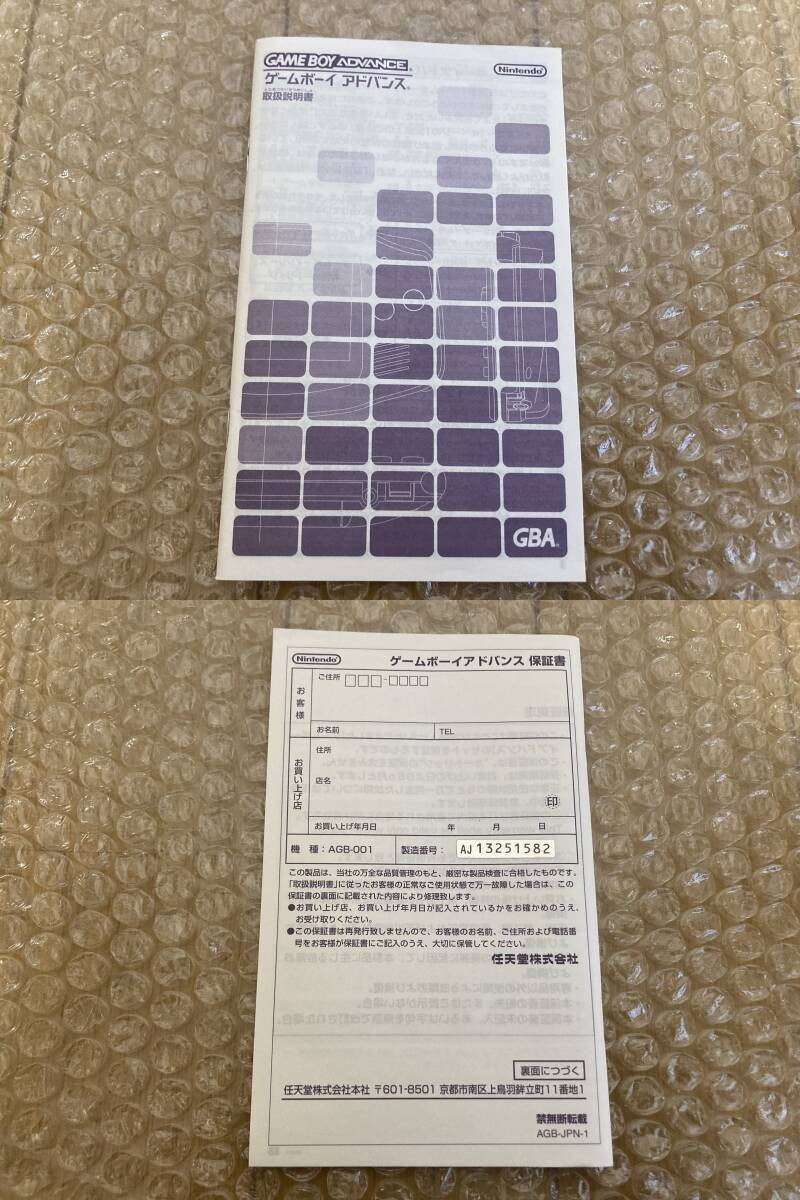 GAME BOY ADVANCE
Nintendo
ゲームボーイ アドバンス
取扱説明書
GBA
Nintendo
ゲームボーイアドバンス 保証書
お客様
ご住所 □□□-□□□□
お名前
TEL
お買い上げ店
住所
店名
印
お買い上げ年月日 年 月 日
機 種：AGB-001
製造番号： AJ13251582
この製品は、当社の万全な品質管理のもと、厳密な製品検査に合格したものです。
「取扱説明書」に従ったお客様の正常なご使用状態で万一故障した場合は、この
保証書の裏面に記載された内容により修理致します。
●お買い上げ店、お買い上げ年月日が記入されているかをお確かめのうえ、
お受け取りください。
●この保証書は再発行致しませんので、お客様のお名前、ご住所および電話番
号をお客様が保証書にご記入のうえ、大切に保管してください。
任天堂株式会社
裏面につづく
任天堂株式会社本社 〒601-8501 京都市南区上鳥羽鉾立町11番地1
禁無断転載
AGB-JPN-1